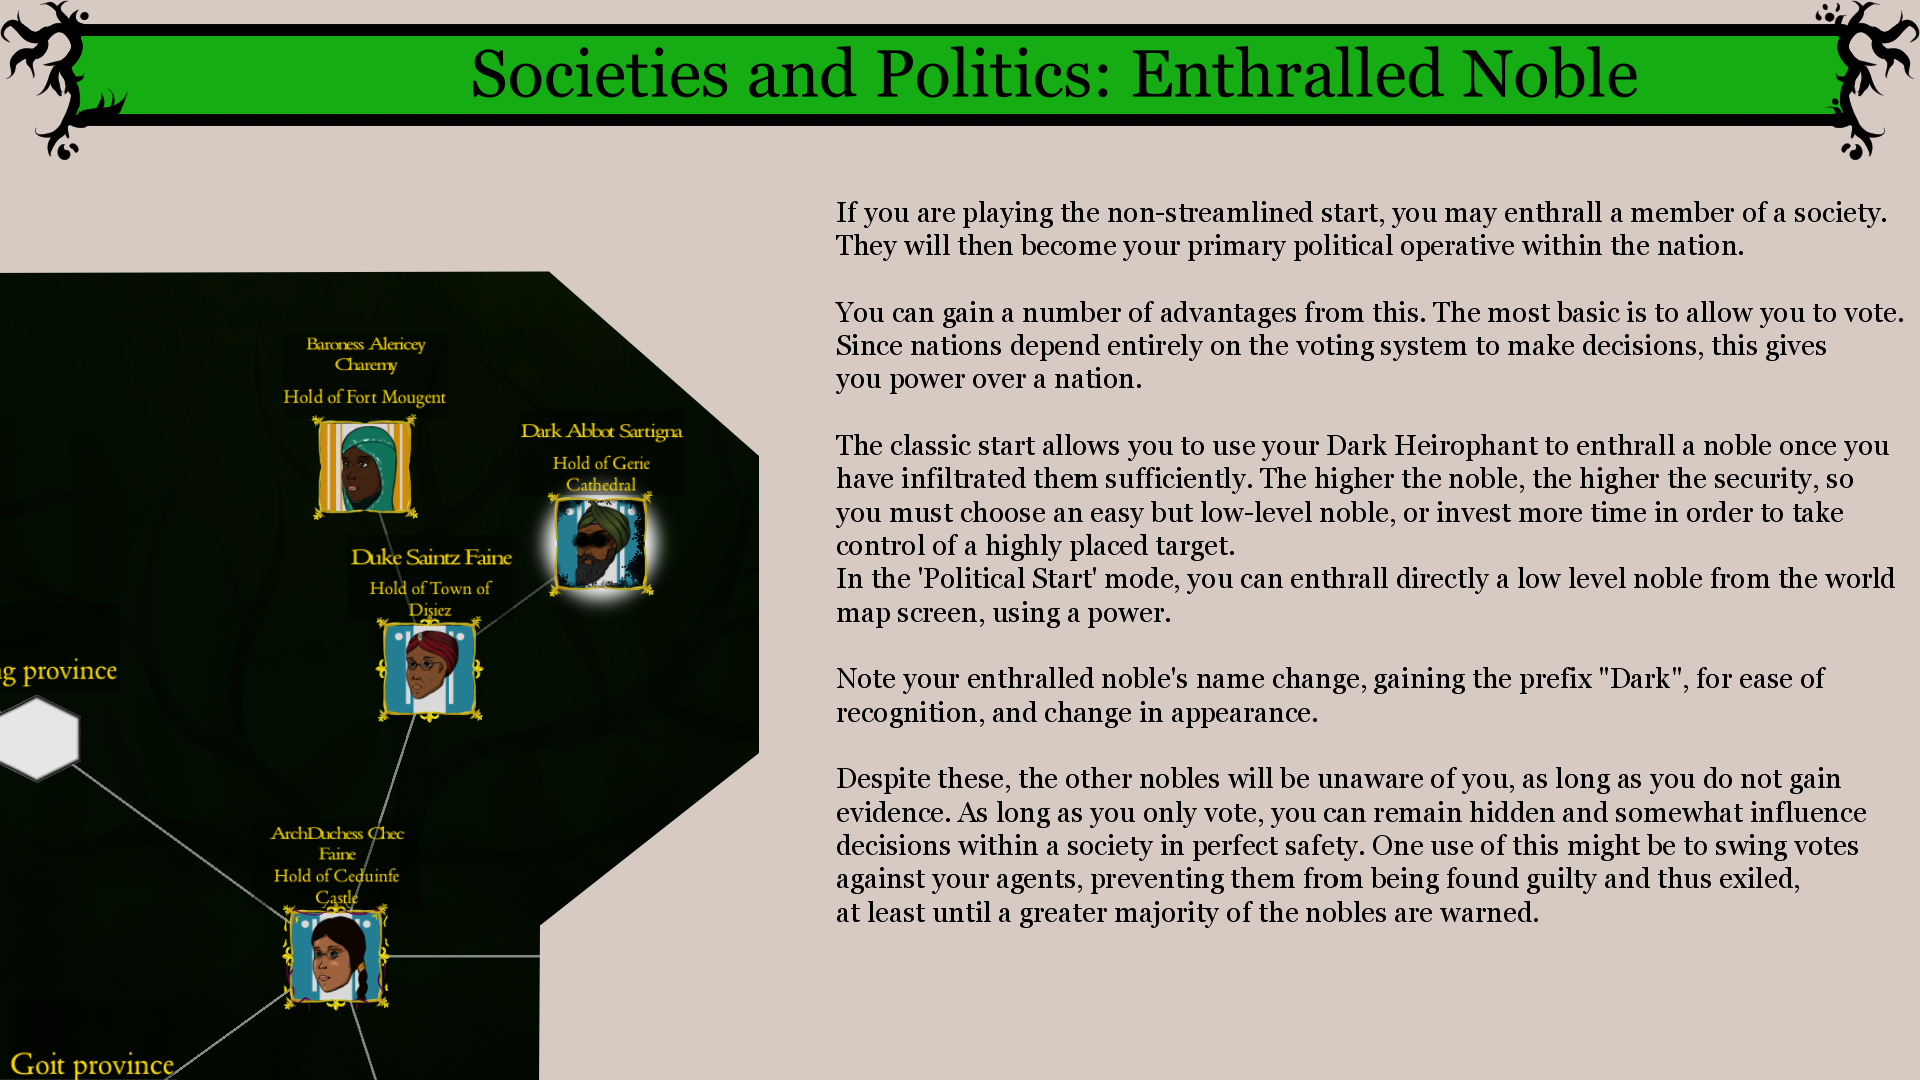 Societies and Politics: Enthralled Noble
If you are playing the non-streamlined start, you may enthrall a member of a society.
They will then become your primary political operative within the nation.
You can gain a number of advantages from this. The most basic is to allow you to vote.
Since nations depend entirely on the voting system to make decisions, this gives
you power over a nation.
The classic start allows you to use your Dark Heirophant to enthrall a noble once you
have infiltrated them sufficiently. The higher the noble, the higher the security, so
you must choose an easy but low-level noble, or invest more time in order to take
control of a highly placed target.
In the 'Political Start' mode, you can enthrall directly a low level noble from the world
map screen, using a power.
Note your enthralled noble's name change, gaining the prefix "Dark", for ease of
recognition, and change in appearance.
Despite these, the other nobles will be unaware of you, as long as you do not gain
evidence. As long as you only vote, you can remain hidden and somewhat influence
decisions within a society in perfect safety. One use of this might be to swing votes
against your agents, preventing them from being found guilty and thus exiled,
at least until a greater majority of the nobles are warned.
Baroness Alericey
Charemy
Hold of Fort Mougent
Dark Abbot Sartigna
Hold of Gerie
Cathedral
Duke Saintz Faine
Hold of Town of
Disiez
g province
ArchDuchess Chec
Faine
Hold of Ceduinfe
Castle
Goit province